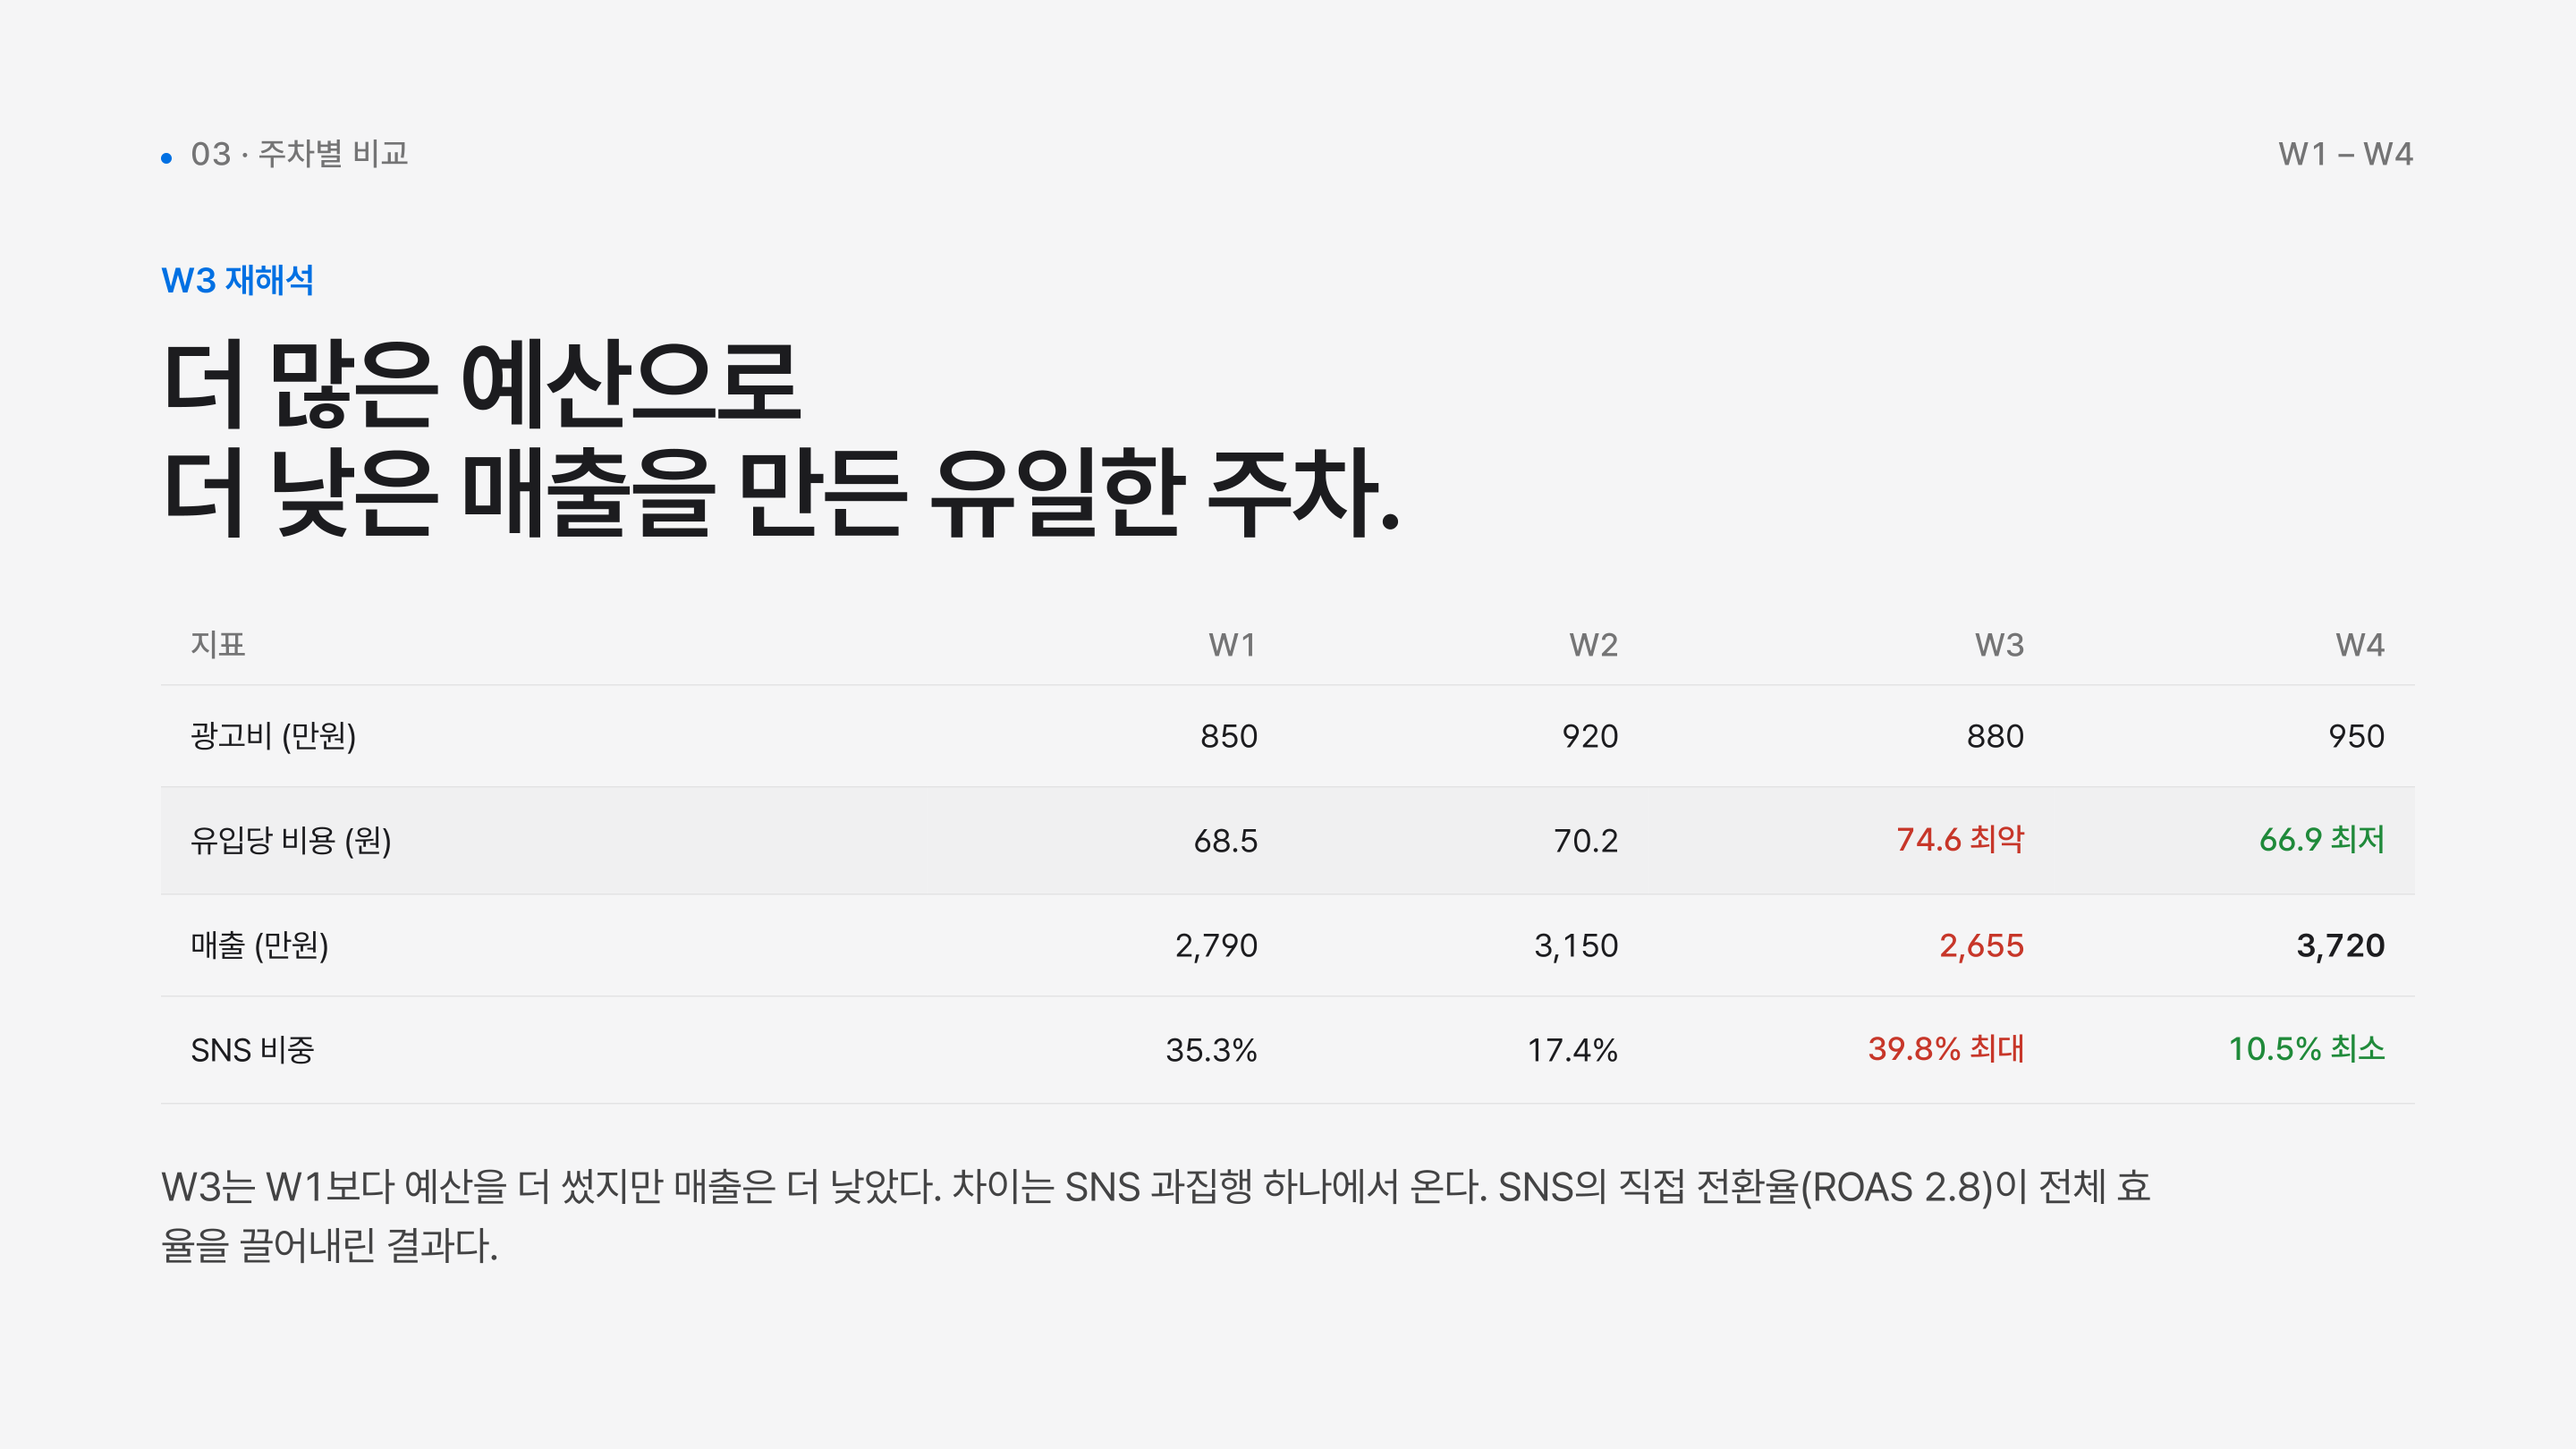 03 · 주차별 비교
W1 – W4
W3 재해석
더 많은 예산으로
더 낮은 매출을 만든 유일한 주차.
지표 W1 W2 W3 W4
광고비 (만원) 850 920 880 950
유입당 비용 (원) 68.5 70.2 74.6 최악 66.9 최저
매출 (만원) 2,790 3,150 2,655 3,720
SNS 비중 35.3% 17.4% 39.8% 최대 10.5% 최소
W3는 W1보다 예산을 더 썼지만 매출은 더 낮았다. 차이는 SNS 과집행 하나에서 온다. SNS의 직접 전환율(ROAS 2.8)이 전체 효
율을 끌어내린 결과다.